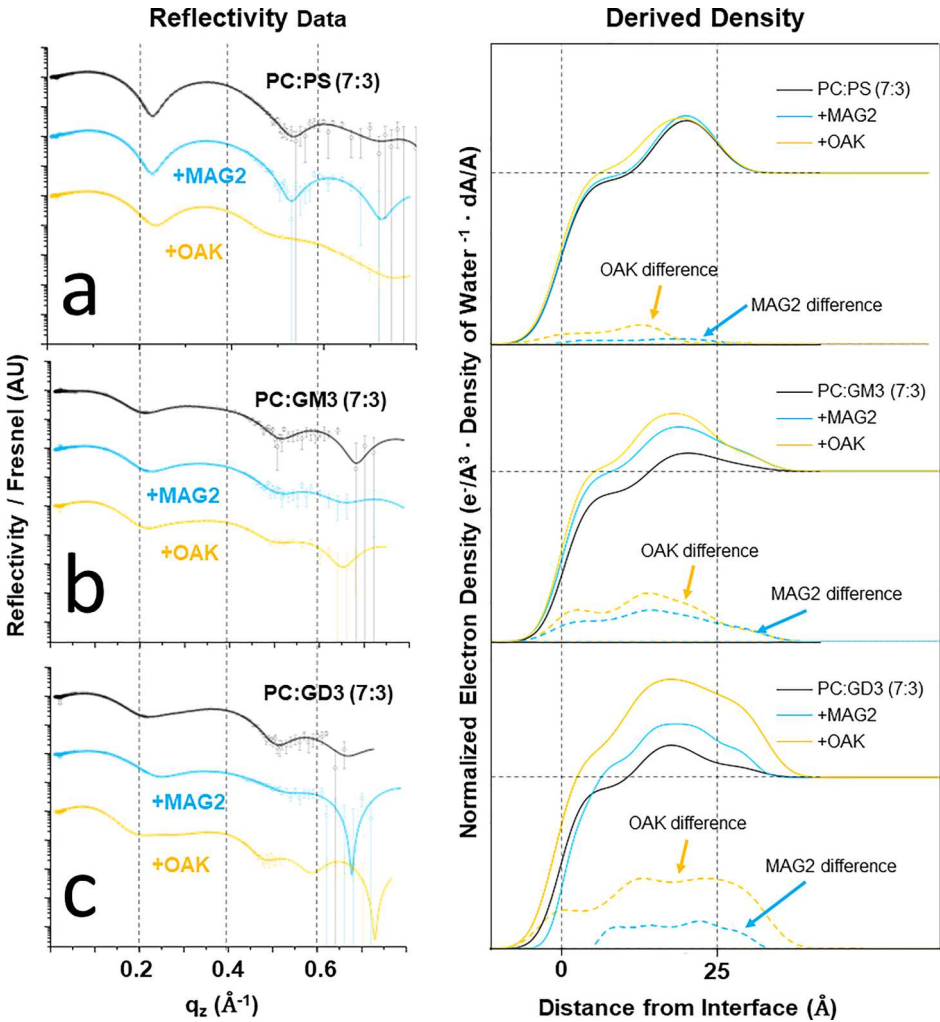 Reflectivity Data
Derived Density
Reflectivity / Fresnel (AU)
Normalized Electron Density (e⁻/A³ · Density of Water ⁻¹ · dA/A)
PC:PS (7:3)
+MAG2
+OAK
a
PC:PS (7:3)
+MAG2
+OAK
OAK difference
MAG2 difference
PC:GM3 (7:3)
+MAG2
+OAK
b
PC:GM3 (7:3)
+MAG2
+OAK
OAK difference
MAG2 difference
PC:GD3 (7:3)
+MAG2
+OAK
c
PC:GD3 (7:3)
+MAG2
+OAK
OAK difference
MAG2 difference
0.2 0.4 0.6
0 25
qz (Å⁻¹)
Distance from Interface (Å)